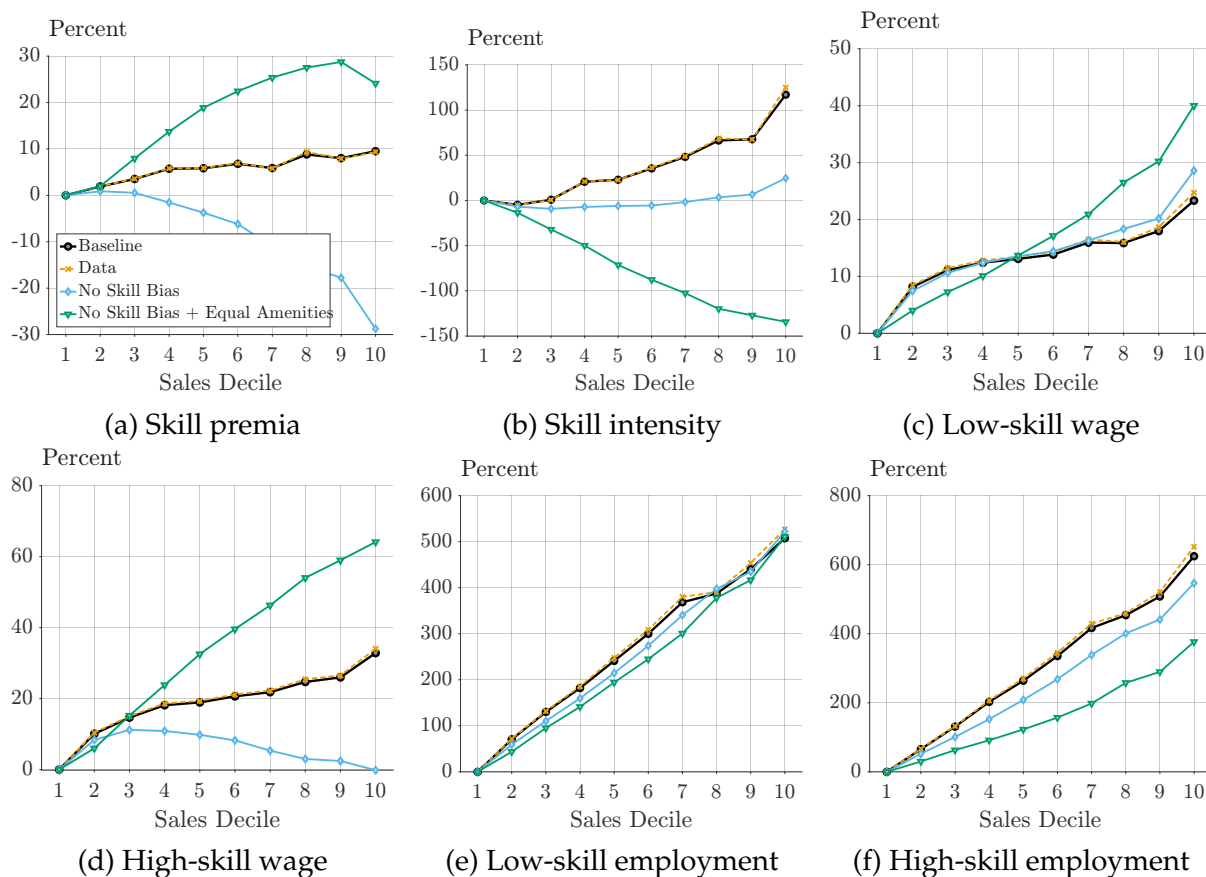 Percent
30
20
10
0
-10
-20
-30
Baseline
Data
No Skill Bias
No Skill Bias + Equal Amenities
1 2 3 4 5 6 7 8 9 10
Sales Decile
(a) Skill premia
Percent
150
100
50
0
-50
-100
-150
1 2 3 4 5 6 7 8 9 10
Sales Decile
(b) Skill intensity
Percent
50
40
30
20
10
0
1 2 3 4 5 6 7 8 9 10
Sales Decile
(c) Low-skill wage
Percent
80
60
40
20
0
1 2 3 4 5 6 7 8 9 10
Sales Decile
(d) High-skill wage
Percent
600
500
400
300
200
100
0
1 2 3 4 5 6 7 8 9 10
Sales Decile
(e) Low-skill employment
Percent
800
600
400
200
0
1 2 3 4 5 6 7 8 9 10
Sales Decile
(f) High-skill employment